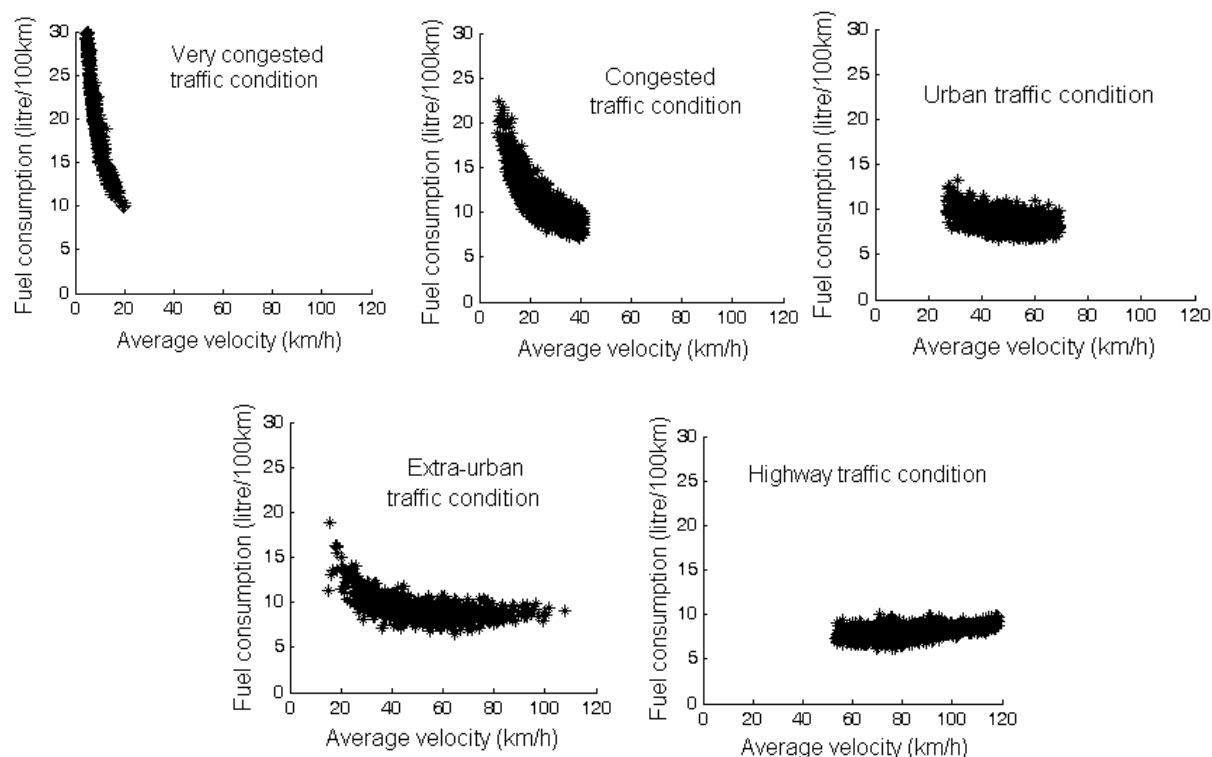 Fuel consumption (litre/100km)
30
25
20
15
10
5
0
Very congested
traffic condition
0 20 40 60 80 100 120
Average velocity (km/h)
Fuel consumption (litre/100km)
30
25
20
15
10
5
0
Congested
traffic condition
0 20 40 60 80 100 120
Average velocity (km/h)
Fuel consumption (litre/100km)
30
25
20
15
10
5
0
Urban traffic condition
0 20 40 60 80 100 120
Average velocity (km/h)
Fuel consumption (litre/100km)
30
25
20
15
10
5
0
Extra-urban
traffic condition
0 20 40 60 80 100 120
Average velocity (km/h)
Fuel consumption (litre/100km)
30
25
20
15
10
5
0
Highway traffic condition
0 20 40 60 80 100 120
Average velocity (km/h)